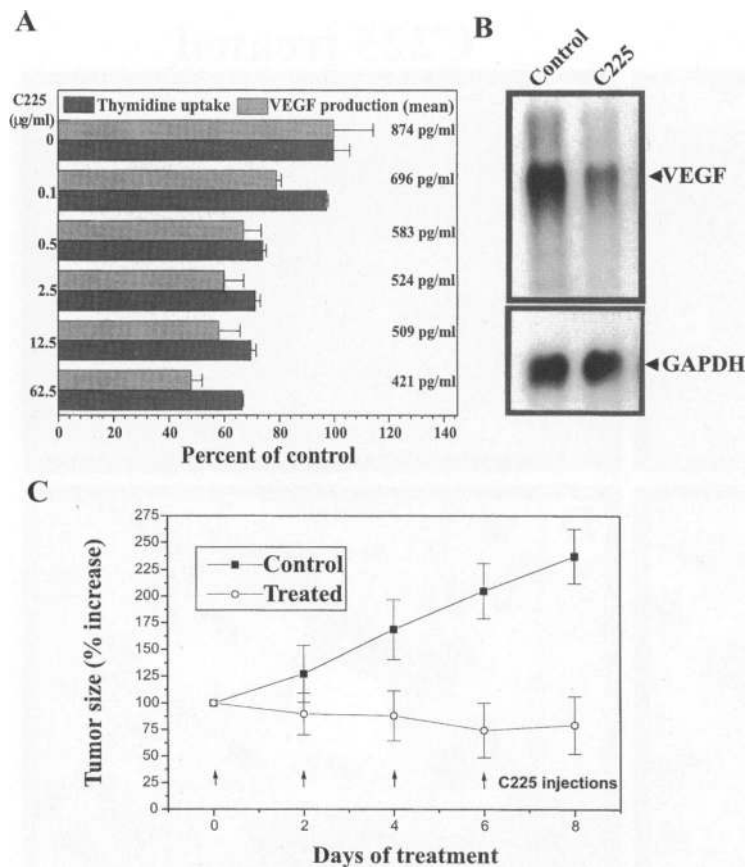 A
C225
(µg/ml)
Thymidine uptake VEGF production (mean)
0 874 pg/ml
0.1 696 pg/ml
0.5 583 pg/ml
2.5 524 pg/ml
12.5 509 pg/ml
62.5 421 pg/ml
0 20 40 60 80 100 120 140
Percent of control
B
Control C225
VEGF
GAPDH
C
Tumor size (% increase)
275
250
225
200
175
150
125
100
75
50
25
0
Control
Treated
C225 injections
0 2 4 6 8
Days of treatment